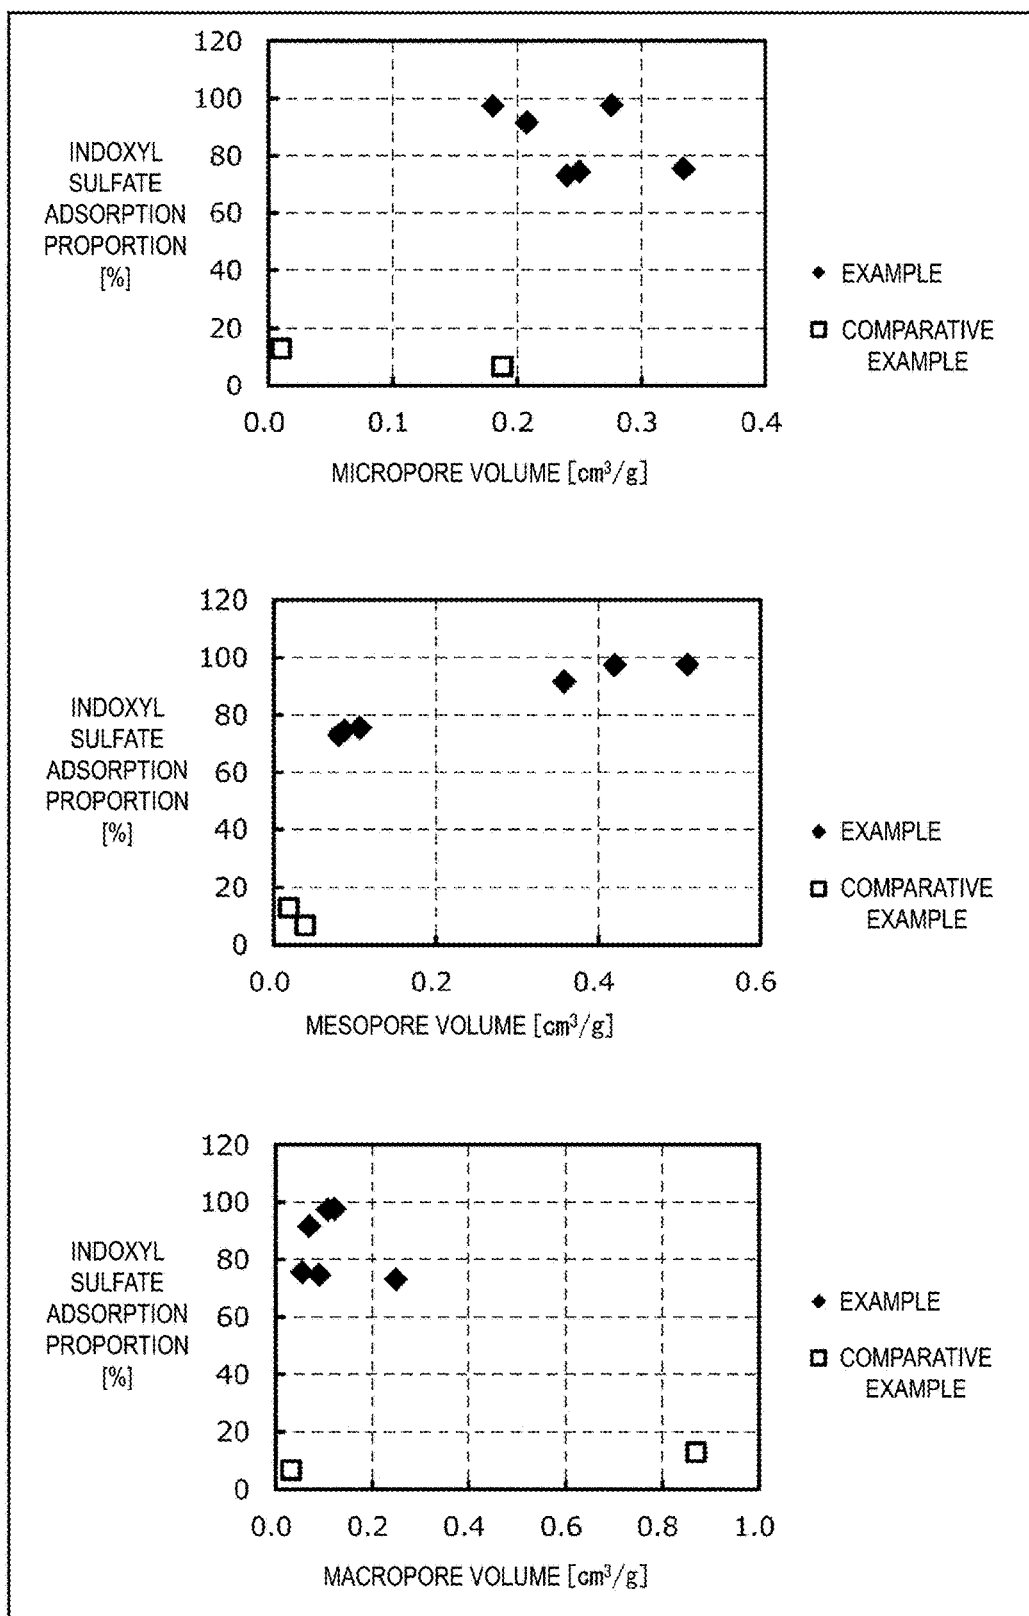 120
100
80
60
40
20
0
INDOXYL
SULFATE
ADSORPTION
PROPORTION
[%]
0.0 0.1 0.2 0.3 0.4
MICROPORE VOLUME [cm³/g]
◆ EXAMPLE
□ COMPARATIVE
EXAMPLE
120
100
80
60
40
20
0
INDOXYL
SULFATE
ADSORPTION
PROPORTION
[%]
0.0 0.2 0.4 0.6
MESOPORE VOLUME [cm³/g]
◆ EXAMPLE
□ COMPARATIVE
EXAMPLE
120
100
80
60
40
20
0
INDOXYL
SULFATE
ADSORPTION
PROPORTION
[%]
0.0 0.2 0.4 0.6 0.8 1.0
MACROPORE VOLUME [cm³/g]
◆ EXAMPLE
□ COMPARATIVE
EXAMPLE